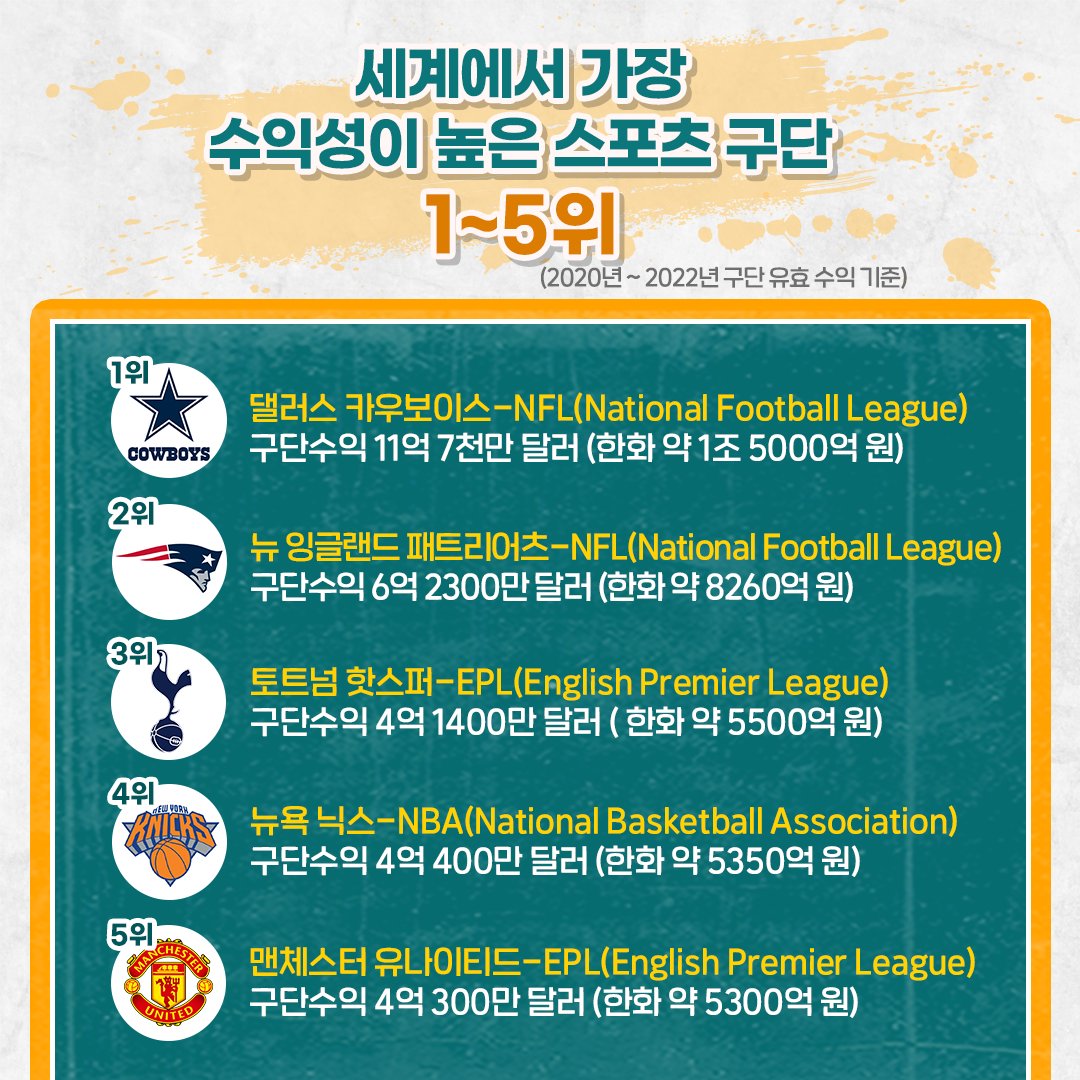 세계에서 가장
수익성이 높은 스포츠 구단
1~5위
(2020년 ~ 2022년 구단 유효 수익 기준)
1위
COWBOYS
댈러스 카우보이스-NFL(National Football League)
구단수익 11억 7천만 달러 (한화 약 1조 5000억 원)
2위
뉴 잉글랜드 패트리어츠-NFL(National Football League)
구단수익 6억 2300만 달러 (한화 약 8260억 원)
3위
토트넘 핫스퍼-EPL(English Premier League)
구단수익 4억 1400만 달러 ( 한화 약 5500억 원)
4위
NEW YORK
KNICKS
뉴욕 닉스-NBA(National Basketball Association)
구단수익 4억 400만 달러 (한화 약 5350억 원)
5위
MANCHESTER
UNITED
맨체스터 유나이티드-EPL(English Premier League)
구단수익 4억 300만 달러 (한화 약 5300억 원)